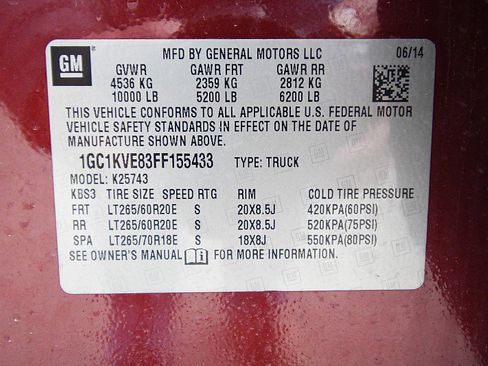 GM
MFD BY GENERAL MOTORS LLC 06/14
GVWR GAWR FRT GAWR RR
4536 KG 2359 KG 2812 KG
10000 LB 5200 LB 6200 LB
THIS VEHICLE CONFORMS TO ALL APPLICABLE U.S. FEDERAL MOTOR
VEHICLE SAFETY STANDARDS IN EFFECT ON THE DATE OF
MANUFACTURE SHOWN ABOVE.
1GC1KVE83FF155433 TYPE: TRUCK
MODEL: K25743
KBS3 TIRE SIZE SPEED RTG RIM COLD TIRE PRESSURE
FRT LT265/60R20E S 20X8.5J 420KPA(60PSI)
RR LT265/60R20E S 20X8.5J 520KPA(75PSI)
SPA LT265/70R18E S 18X8J 550KPA(80PSI)
SEE OWNER'S MANUAL i FOR MORE INFORMATION.